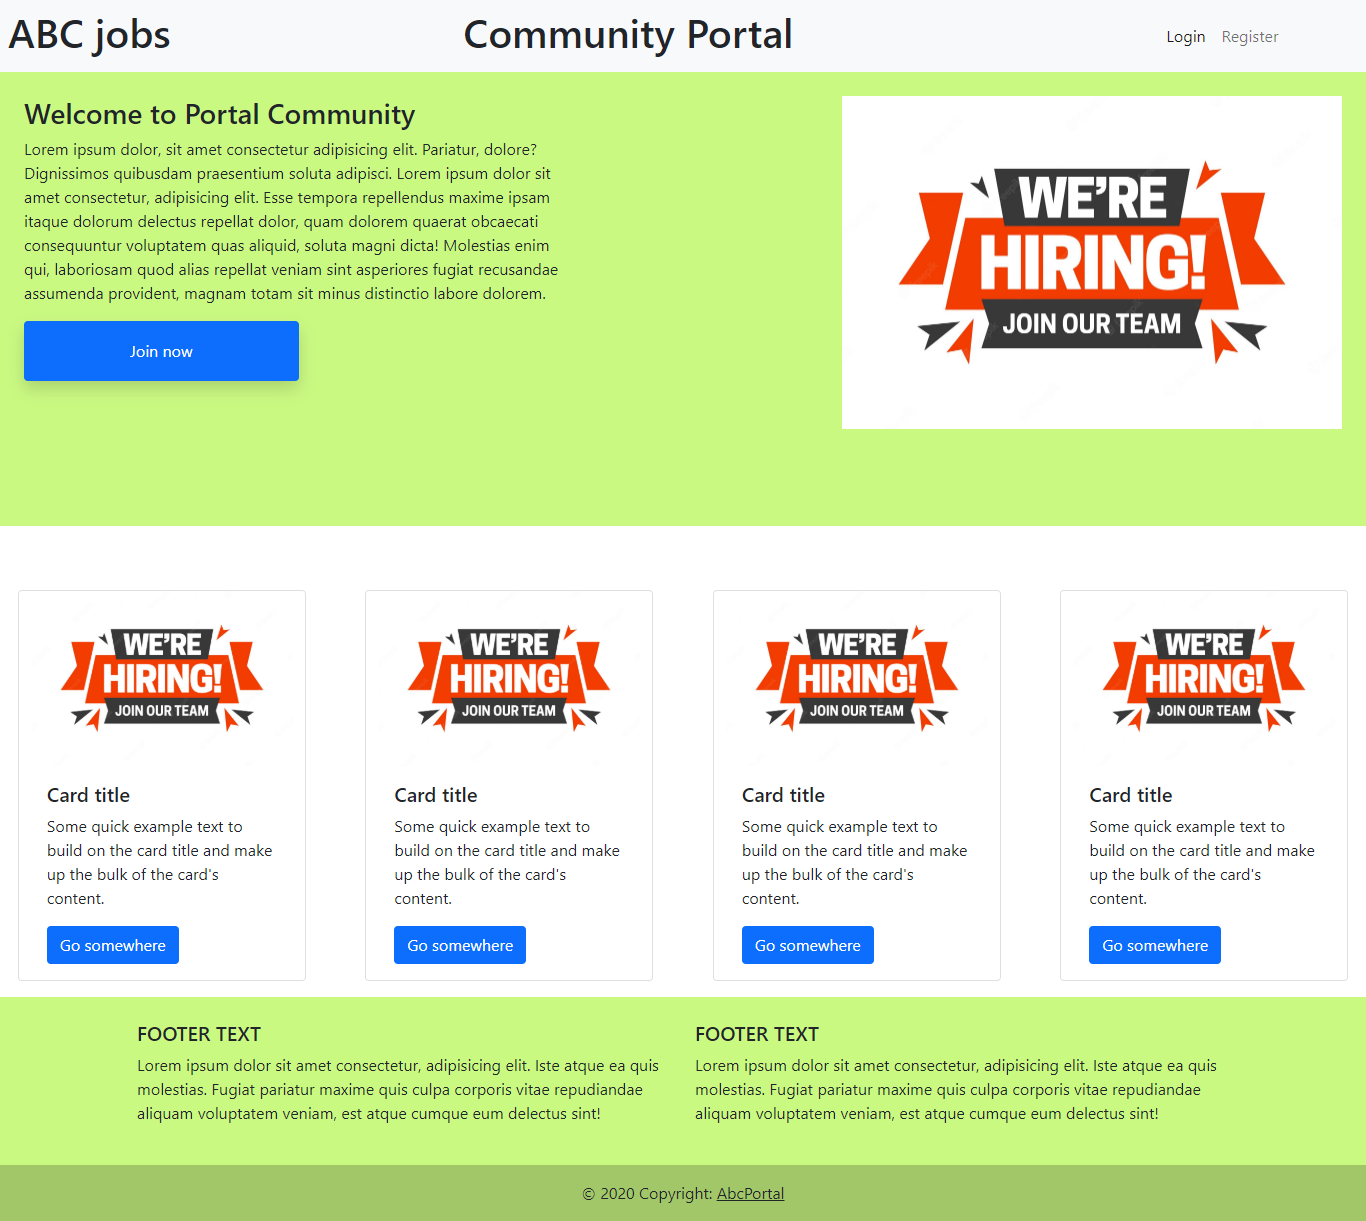 ABC jobs
Community Portal
Login Register
Welcome to Portal Community
Lorem ipsum dolor, sit amet consectetur adipisicing elit. Pariatur, dolore?
Dignissimos quibusdam praesentium soluta adipisci. Lorem ipsum dolor sit
amet consectetur, adipisicing elit. Esse tempora repellendus maxime ipsam
itaque dolorum delectus repellat dolor, quam dolorem quaerat obcaecati
consequuntur voluptatem quas aliquid, soluta magni dicta! Molestias enim
qui, laboriosam quod alias repellat veniam sint asperiores fugiat recusandae
assumenda provident, magnam totam sit minus distinctio labore dolorem.
Join now
WE'RE
HIRING!
JOIN OUR TEAM
WE'RE
HIRING!
JOIN OUR TEAM
Card title
Some quick example text to
build on the card title and make
up the bulk of the card's
content.
Go somewhere
WE'RE
HIRING!
JOIN OUR TEAM
Card title
Some quick example text to
build on the card title and make
up the bulk of the card's
content.
Go somewhere
WE'RE
HIRING!
JOIN OUR TEAM
Card title
Some quick example text to
build on the card title and make
up the bulk of the card's
content.
Go somewhere
WE'RE
HIRING!
JOIN OUR TEAM
Card title
Some quick example text to
build on the card title and make
up the bulk of the card's
content.
Go somewhere
FOOTER TEXT
Lorem ipsum dolor sit amet consectetur, adipisicing elit. Iste atque ea quis
molestias. Fugiat pariatur maxime quis culpa corporis vitae repudiandae
aliquam voluptatem veniam, est atque cumque eum delectus sint!
FOOTER TEXT
Lorem ipsum dolor sit amet consectetur, adipisicing elit. Iste atque ea quis
molestias. Fugiat pariatur maxime quis culpa corporis vitae repudiandae
aliquam voluptatem veniam, est atque cumque eum delectus sint!
© 2020 Copyright: AbcPortal